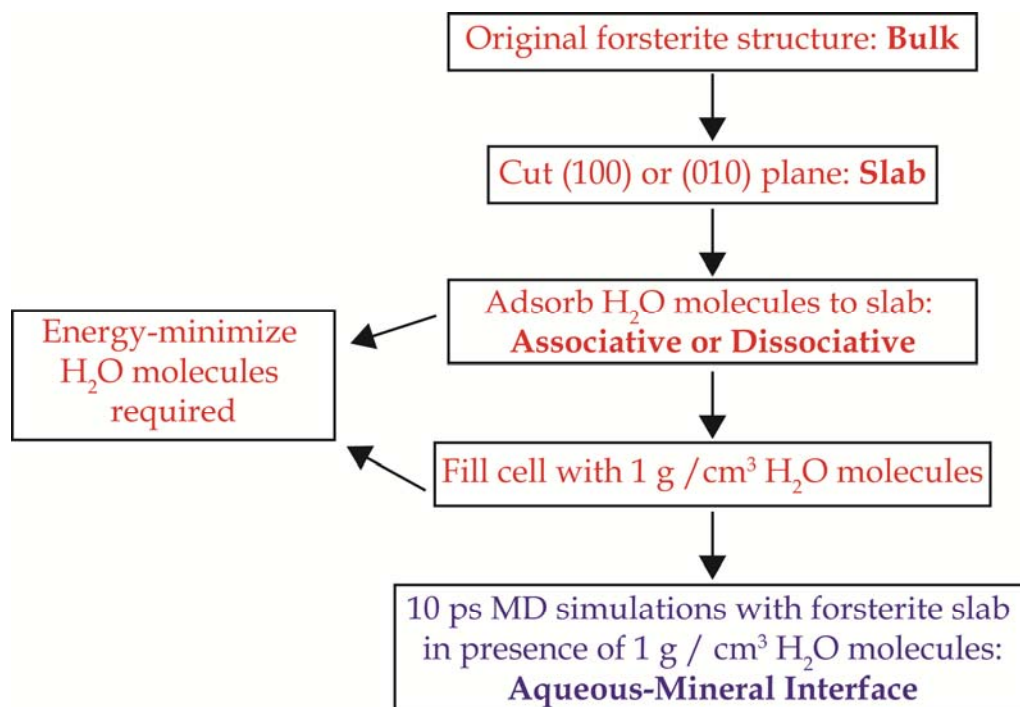 Original forsterite structure: Bulk
Cut (100) or (010) plane: Slab
Adsorb H₂O molecules to slab:
Associative or Dissociative
Energy-minimize
H₂O molecules
required
Fill cell with 1 g /cm³ H₂O molecules
10 ps MD simulations with forsterite slab
in presence of 1 g / cm³ H₂O molecules:
Aqueous-Mineral Interface